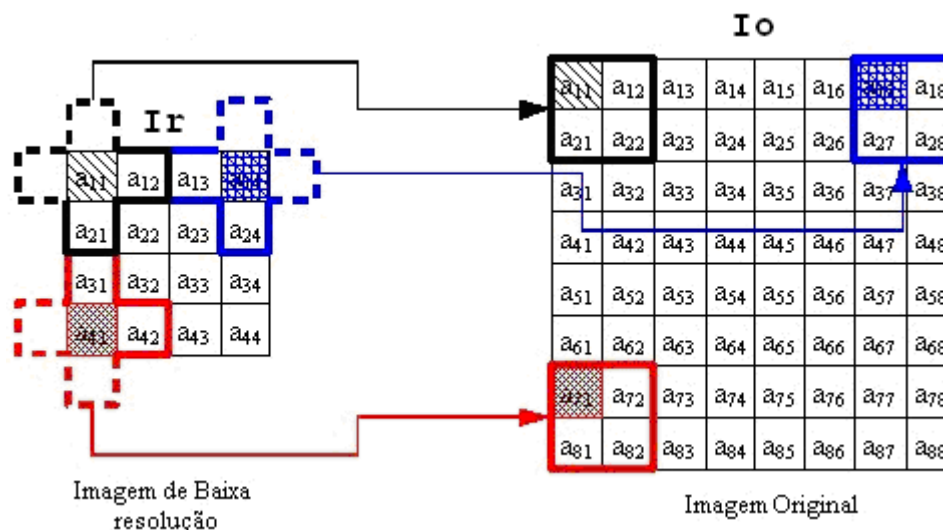 Ir
a11 a12 a13
a21 a22 a23 a24
a31 a32 a33 a34
a41 a42 a43 a44
Imagem de Baixa
resolução
Io
a11 a12 a13 a14 a15 a16 a18
a21 a22 a23 a24 a25 a26 a27 a28
a31 a32 a33 a34 a35 a36 a37 a38
a41 a42 a43 a44 a45 a46 a47 a48
a51 a52 a53 a54 a55 a56 a57 a58
a61 a62 a63 a64 a65 a66 a67 a68
a71 a72 a73 a74 a75 a76 a77 a78
a81 a82 a83 a84 a85 a86 a87 a88
Imagem Original